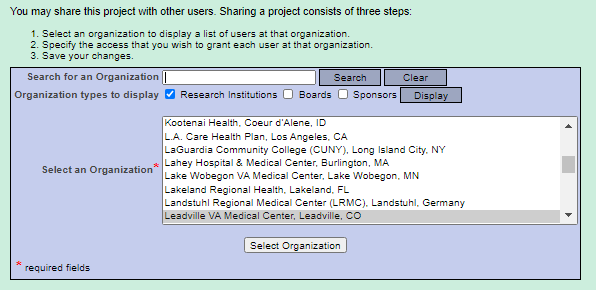 You may share this project with other users. Sharing a project consists of three steps:
1. Select an organization to display a list of users at that organization.
2. Specify the access that you wish to grant each user at that organization.
3. Save your changes.
Search for an Organization Search Clear
Organization types to display Research Institutions Boards Sponsors Display
Kootenai Health, Coeur d'Alene, ID
L.A. Care Health Plan, Los Angeles, CA
LaGuardia Community College (CUNY), Long Island City, NY
Select an Organization* Lahey Hospital & Medical Center, Burlington, MA
Lake Wobegon VA Medical Center, Lake Wobegon, MN
Lakeland Regional Health, Lakeland, FL
Landstuhl Regional Medical Center (LRMC), Landstuhl, Germany
Leadville VA Medical Center, Leadville, CO
Select Organization
* required fields